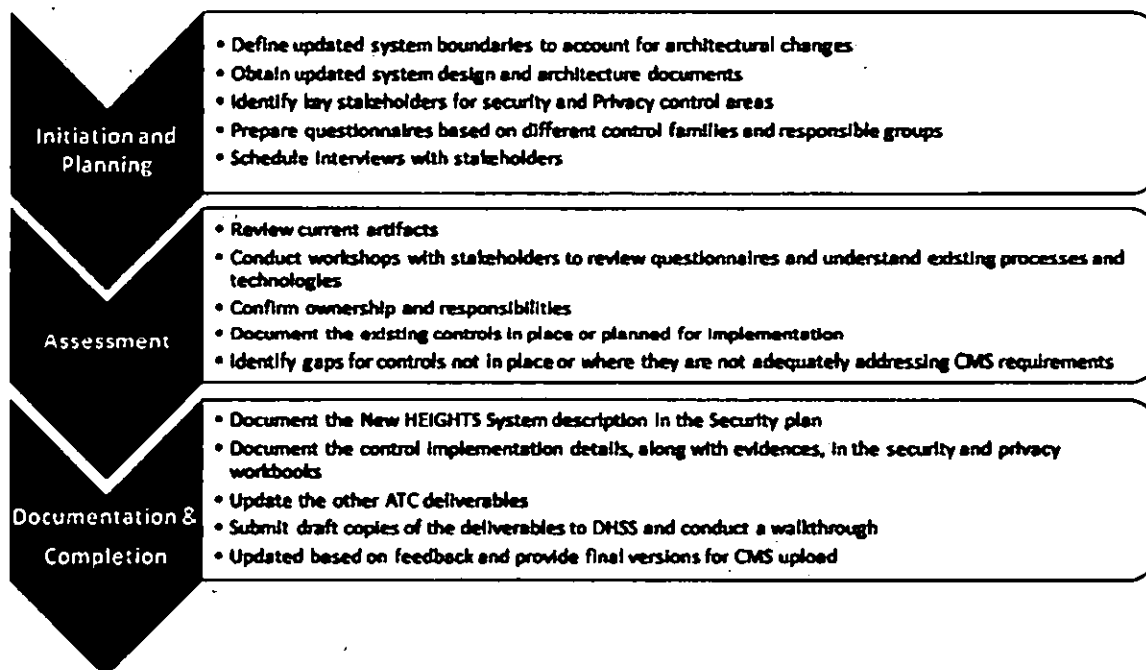 Initiation and
Planning
• Define updated system boundaries to account for architectural changes
• Obtain updated system design and architecture documents
• Identify key stakeholders for security and Privacy control areas
• Prepare questionnaires based on different control families and responsible groups
• Schedule Interviews with stakeholders
Assessment
• Review current artifacts
• Conduct workshops with stakeholders to review questionnaires and understand existing processes and
technologies
• Confirm ownership and responsibilities
• Document the existing controls in place or planned for implementation
• Identify gaps for controls not in place or where they are not adequately addressing CMS requirements
Documentation &
Completion
• Document the New HEIGHTS System description in the Security plan
• Document the control implementation details, along with evidences, in the security and privacy
workbooks
• Update the other ATC deliverables
• Submit draft copies of the deliverables to DHSS and conduct a walkthrough
• Updated based on feedback and provide final versions for CMS upload